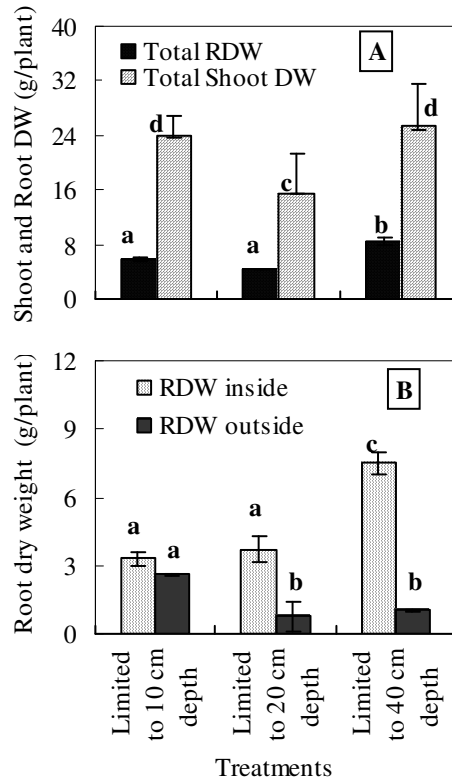 Shoot and Root DW (g/plant)
40
32
24
16
8
0
Total RDW
Total Shoot DW
A
a
d
a
c
b
d
Root dry weight (g/plant)
12
9
6
3
0
RDW inside
RDW outside
B
a
a
a
b
c
b
Limited
to 10 cm
depth
Limited
to 20 cm
depth
Limited
to 40 cm
depth
Treatments